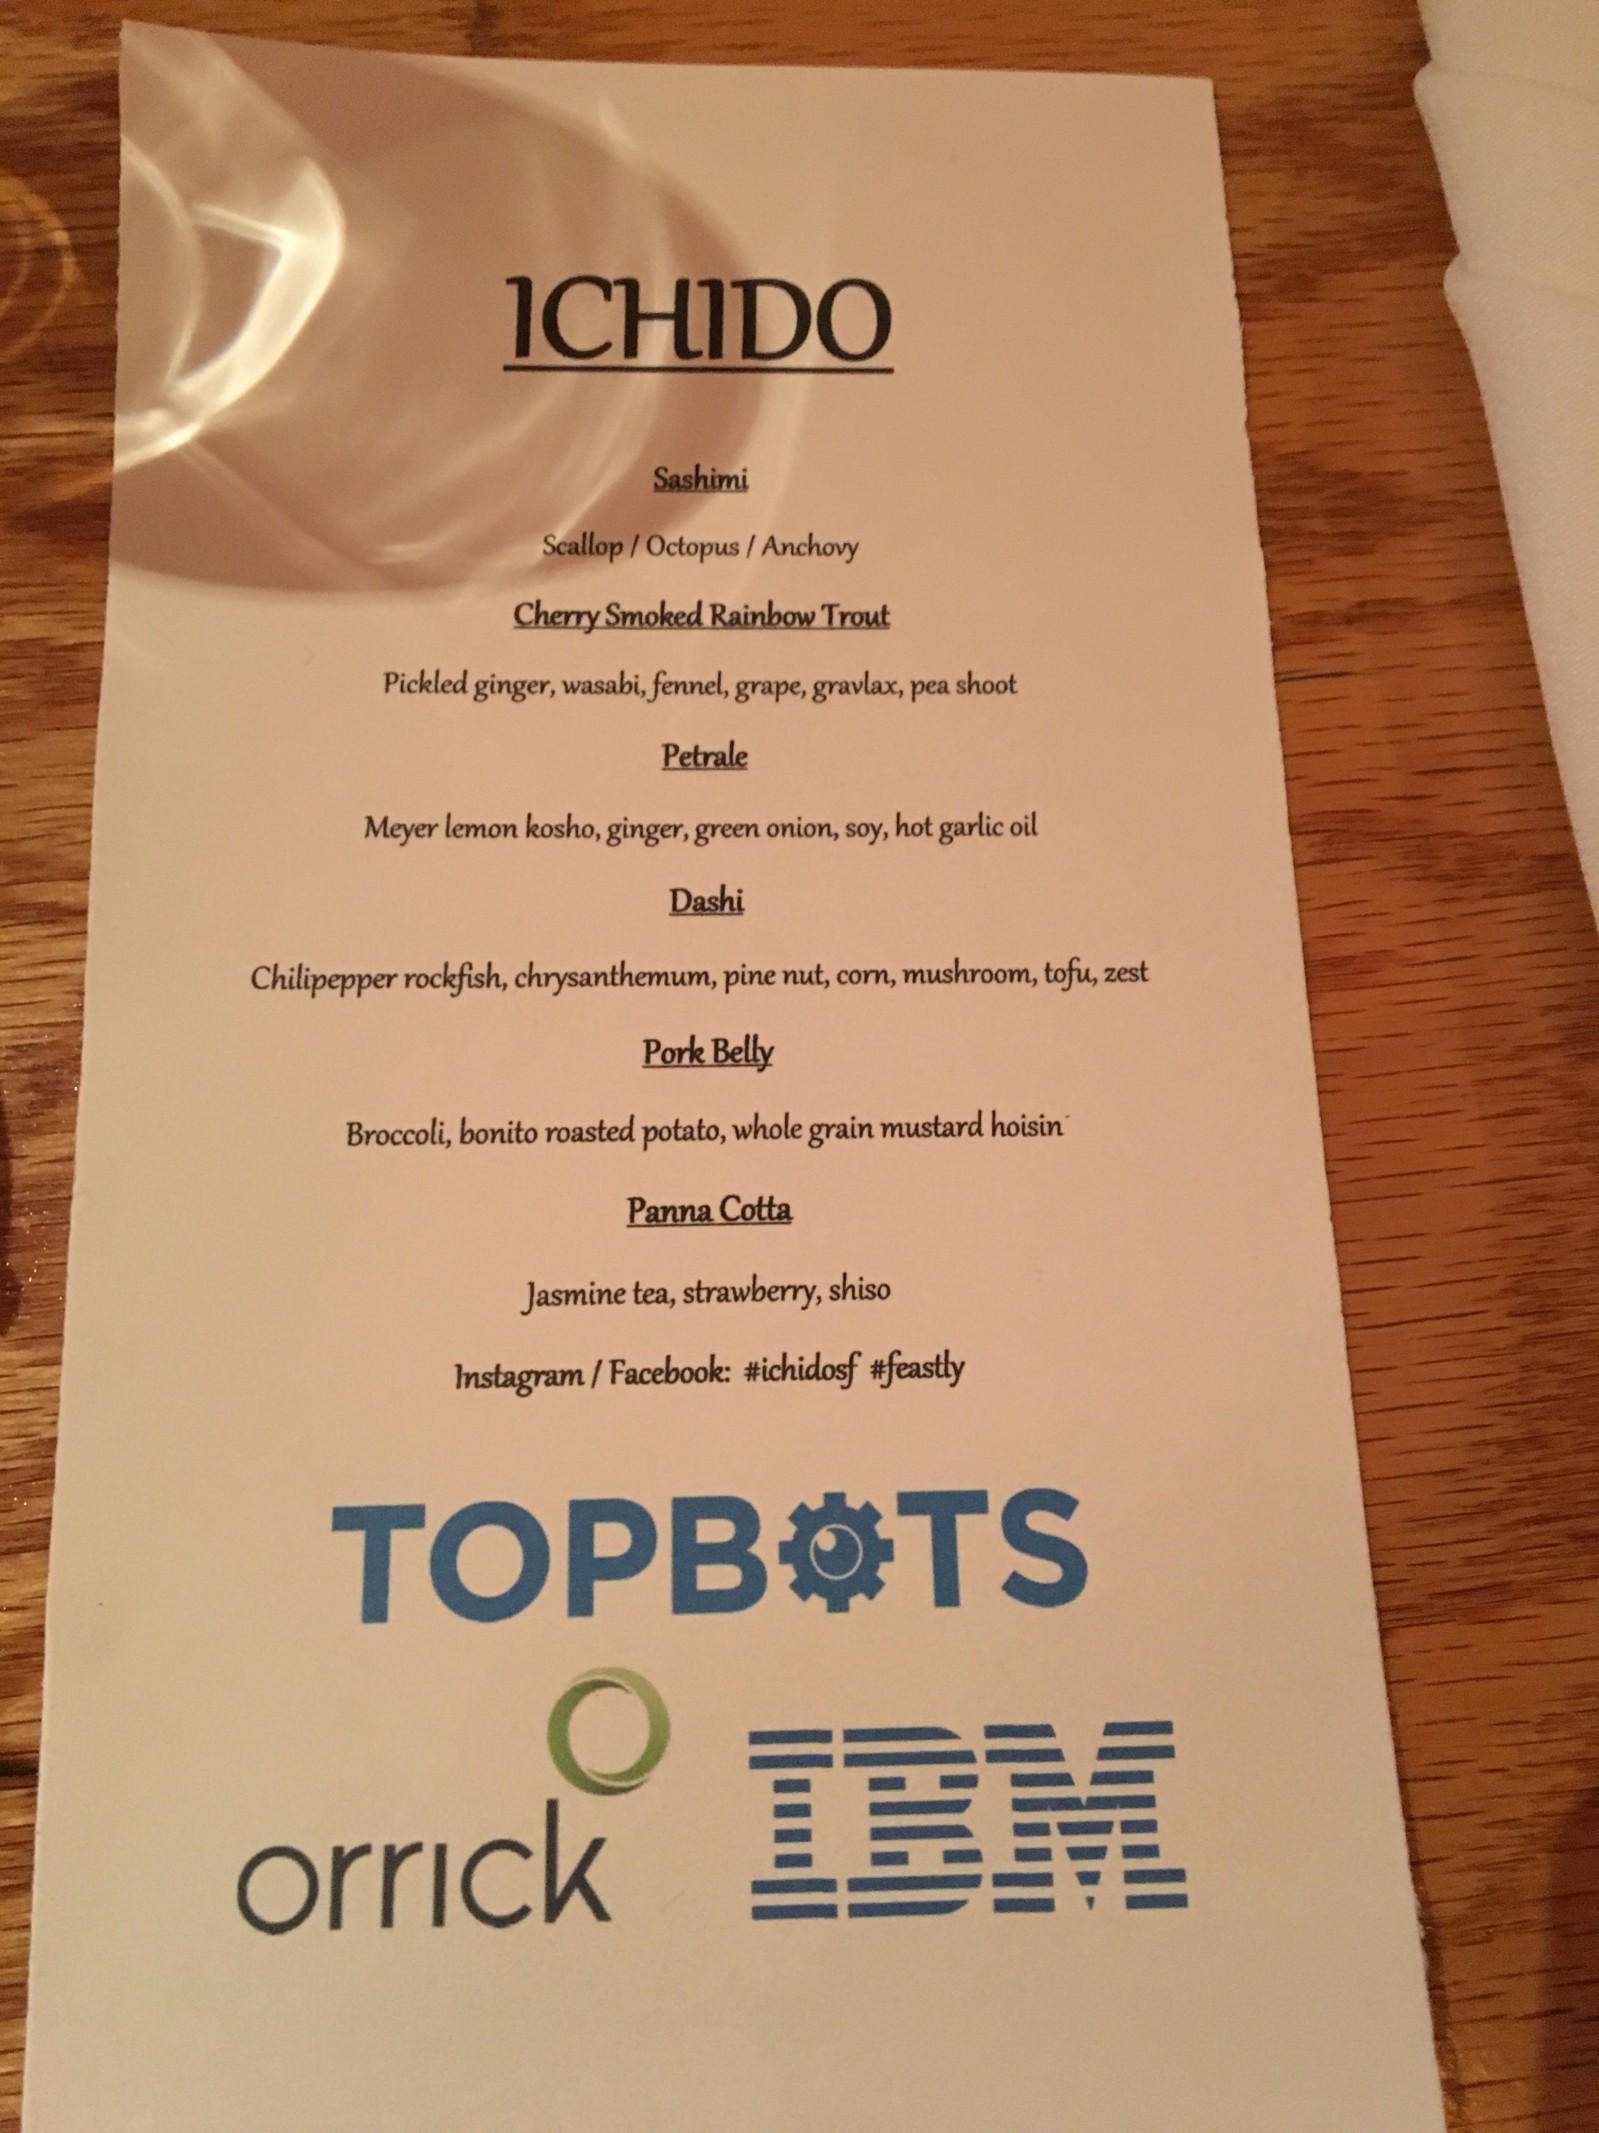 ICHIDO
Sashimi
Scallop / Octopus / Anchovy
Cherry Smoked Rainbow Trout
Pickled ginger, wasabi, fennel, grape, gravlax, pea shoot
Petrale
Meyer lemon kosho, ginger, green onion, soy, hot garlic oil
Dashi
Chilipepper rockfish, chrysanthemum, pine nut, corn, mushroom, tofu, zest
Pork Belly
Broccoli, bonito roasted potato, whole grain mustard hoisin
Panna Cotta
Jasmine tea, strawberry, shiso
Instagram / Facebook: #ichidosf #feastly
TOPBOTS
orrick
IBM